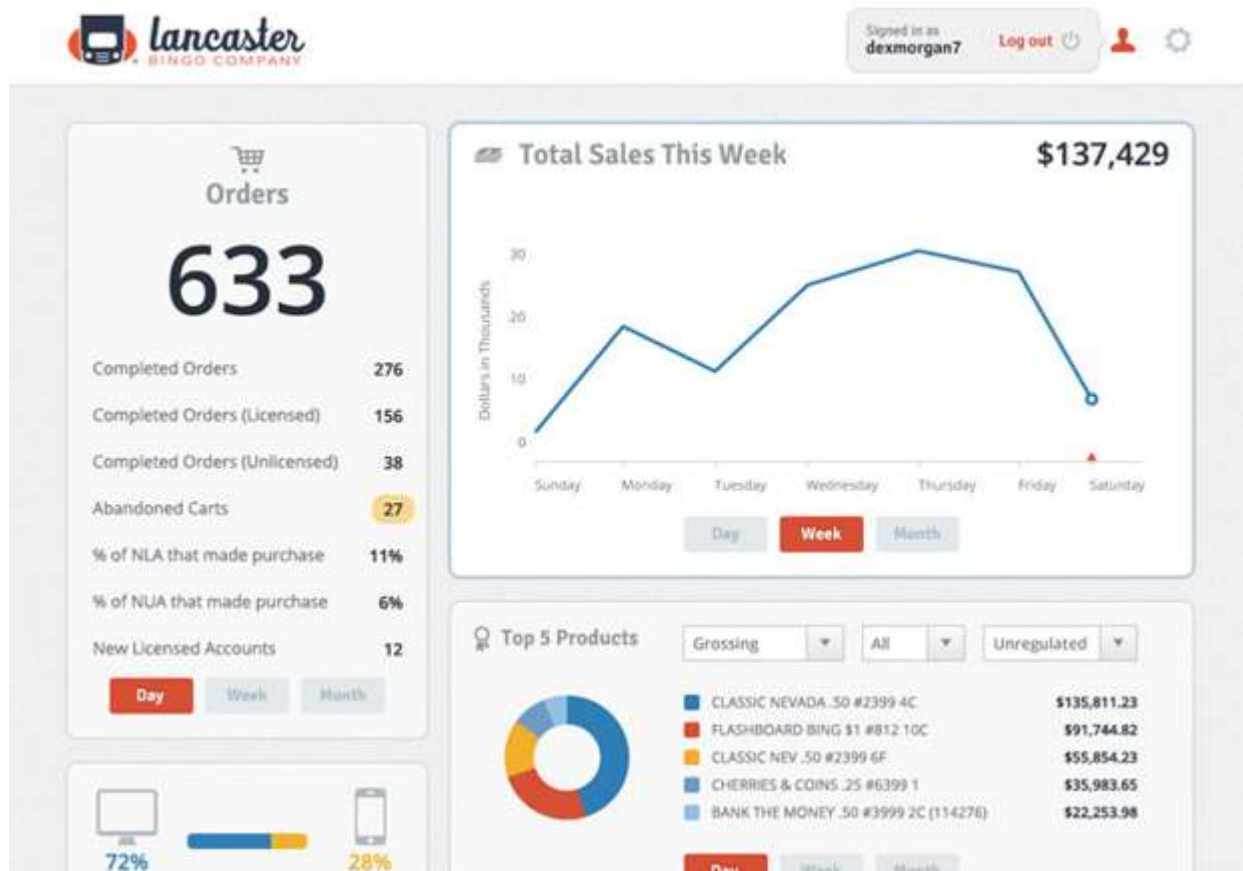 lancaster
BINGO COMPANY
Signed in as
dexmorgan7
Log out
Orders
633
Completed Orders 276
Completed Orders (Licensed) 156
Completed Orders (Unlicensed) 38
Abandoned Carts 27
% of NLA that made purchase 11%
% of NUA that made purchase 6%
New Licensed Accounts 12
Day Week Month
72% 28%
Total Sales This Week $137,429
Dollars in Thousands
30
20
10
0
Sunday Monday Tuesday Wednesday Thursday Friday Saturday
Day Week Month
Top 5 Products Grossing All Unregulated
CLASSIC NEVADA .50 #2399 4C $135,811.23
FLASHBOARD BING $1 #812 10C $91,744.82
CLASSIC NEV .50 #2399 6F $55,854.23
CHERRIES & COINS .25 #6399 1 $35,983.65
BANK THE MONEY .50 #3999 2C (114276) $22,253.98
Day Week Month